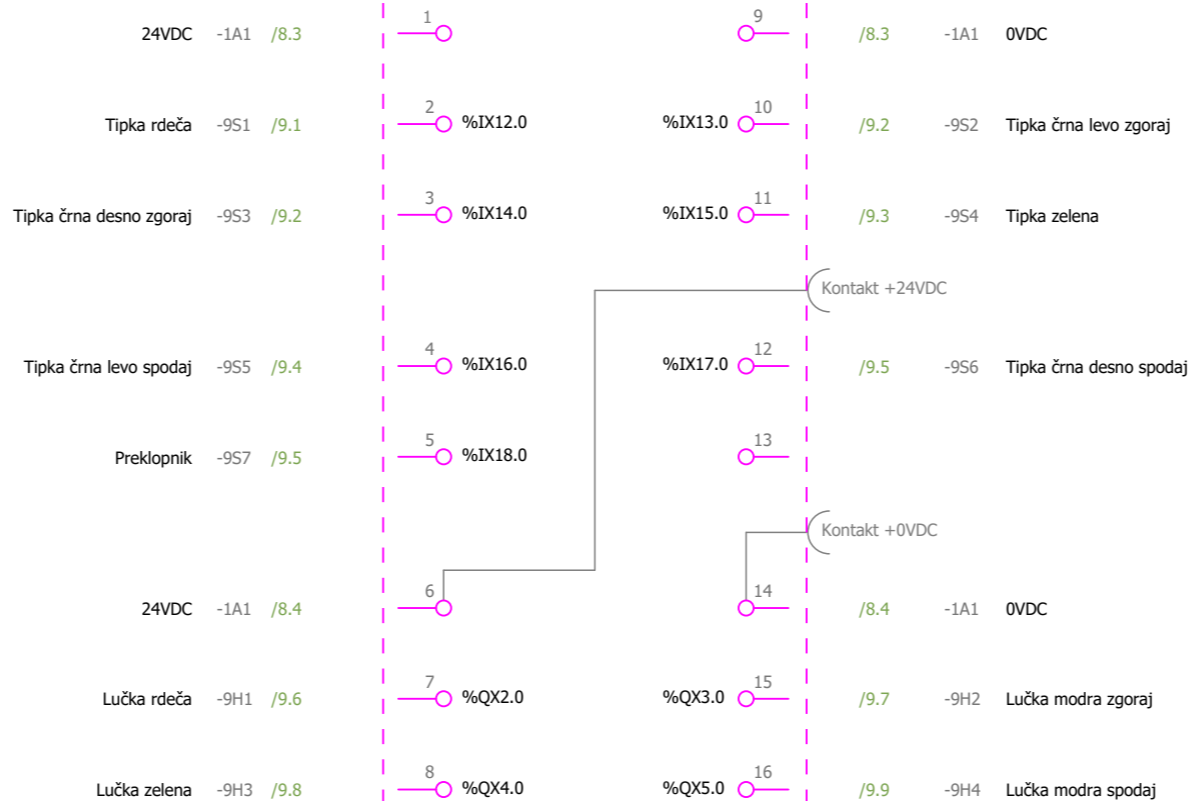 24VDC -1A1 /8.3 1 9 /8.3 -1A1 0VDC
Tipka rdeča -9S1 /9.1 2 %IX12.0 %IX13.0 10 /9.2 -9S2 Tipka črna levo zgoraj
Tipka črna desno zgoraj -9S3 /9.2 3 %IX14.0 %IX15.0 11 /9.3 -9S4 Tipka zelena
Kontakt +24VDC
Tipka črna levo spodaj -9S5 /9.4 4 %IX16.0 %IX17.0 12 /9.5 -9S6 Tipka črna desno spodaj
Preklopnik -9S7 /9.5 5 %IX18.0 13
Kontakt +0VDC
24VDC -1A1 /8.4 6 14 /8.4 -1A1 0VDC
Lučka rdeča -9H1 /9.6 7 %QX2.0 %QX3.0 15 /9.7 -9H2 Lučka modra zgoraj
Lučka zelena -9H3 /9.8 8 %QX4.0 %QX5.0 16 /9.9 -9H4 Lučka modra spodaj